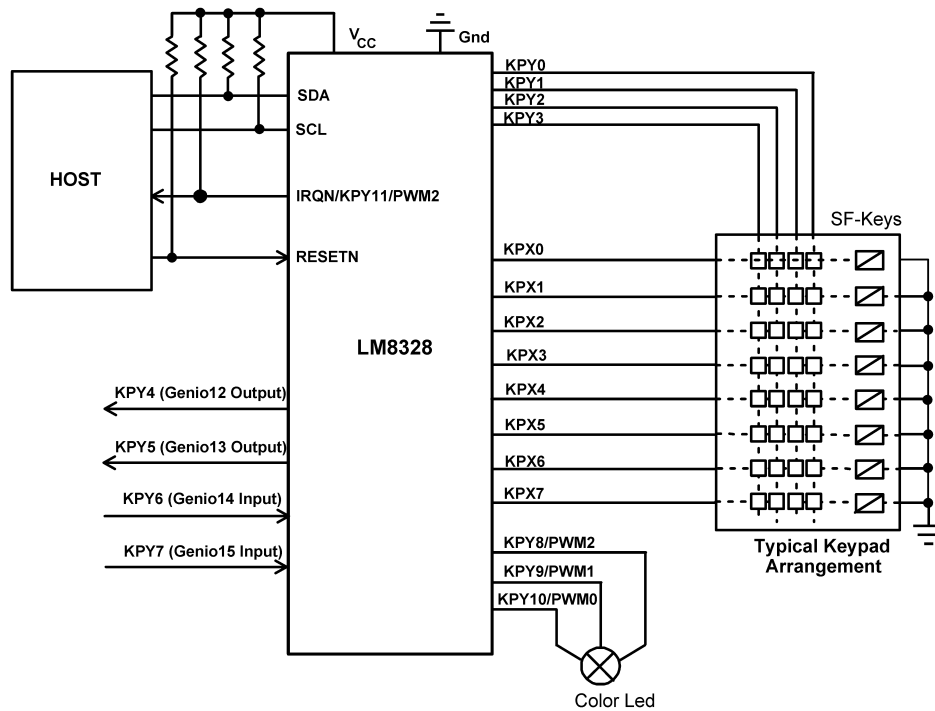 VCC
Gnd
HOST
SDA
SCL
IRQN/KPY11/PWM2
RESETN
LM8328
KPY4 (Genio12 Output)
KPY5 (Genio13 Output)
KPY6 (Genio14 Input)
KPY7 (Genio15 Input)
KPY0
KPY1
KPY2
KPY3
SF-Keys
KPX0
KPX1
KPX2
KPX3
KPX4
KPX5
KPX6
KPX7
Typical Keypad
Arrangement
KPY8/PWM2
KPY9/PWM1
KPY10/PWM0
Color Led